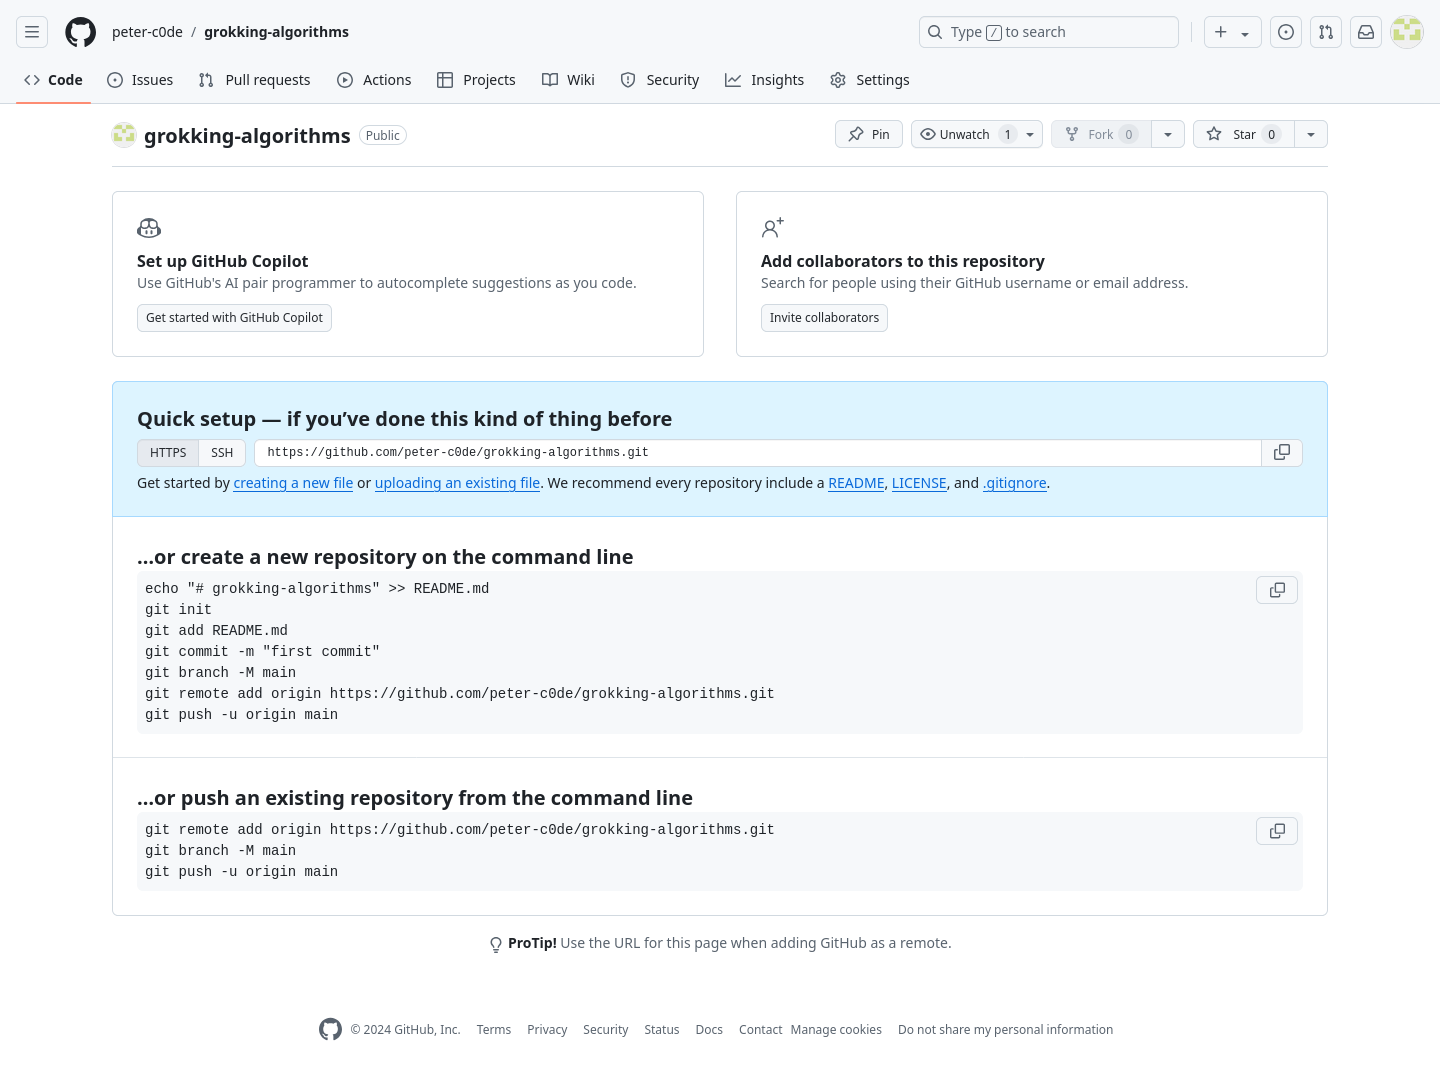 peter-c0de / grokking-algorithms
Type / to search
Code Issues Pull requests Actions Projects Wiki Security Insights Settings
grokking-algorithms Public
Pin Unwatch 1 Fork 0 Star 0
Set up GitHub Copilot
Use GitHub's AI pair programmer to autocomplete suggestions as you code.
Get started with GitHub Copilot
Add collaborators to this repository
Search for people using their GitHub username or email address.
Invite collaborators
Quick setup — if you’ve done this kind of thing before
HTTPS SSH https://github.com/peter-c0de/grokking-algorithms.git
Get started by creating a new file or uploading an existing file. We recommend every repository include a README, LICENSE, and .gitignore.
…or create a new repository on the command line
echo "# grokking-algorithms" >> README.md
git init
git add README.md
git commit -m "first commit"
git branch -M main
git remote add origin https://github.com/peter-c0de/grokking-algorithms.git
git push -u origin main
…or push an existing repository from the command line
git remote add origin https://github.com/peter-c0de/grokking-algorithms.git
git branch -M main
git push -u origin main
ProTip! Use the URL for this page when adding GitHub as a remote.
© 2024 GitHub, Inc. Terms Privacy Security Status Docs Contact Manage cookies Do not share my personal information